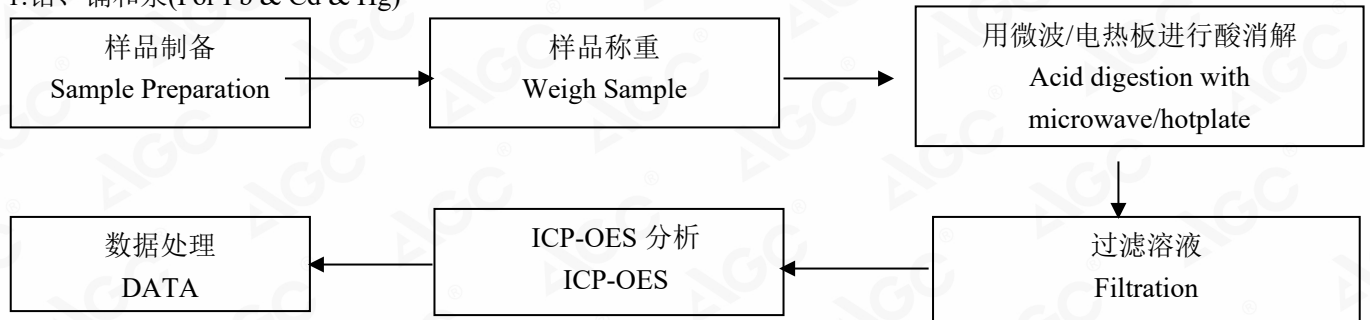 1.铅、镉和汞(For Pb & Cd & Hg)
样品制备
Sample Preparation
样品称重
Weigh Sample
用微波/电热板进行酸消解
Acid digestion with
microwave/hotplate
过滤溶液
Filtration
ICP-OES 分析
ICP-OES
数据处理
DATA